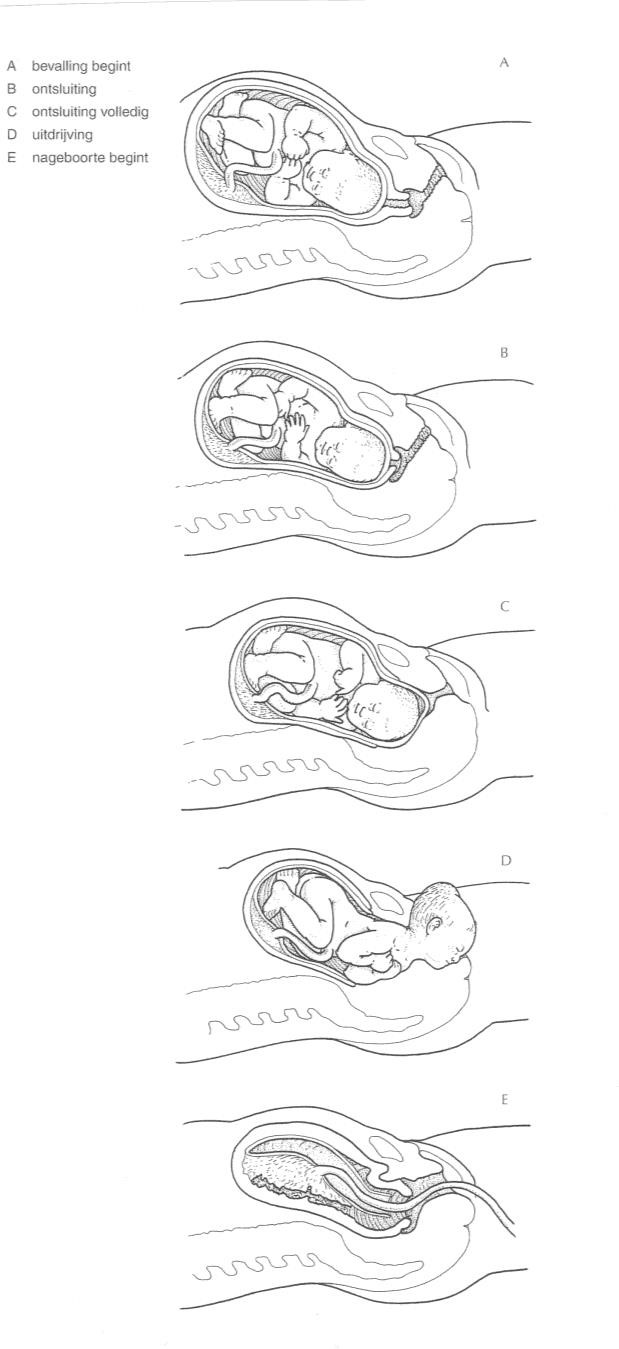 A bevalling begint
B ontsluiting
C ontsluiting volledig
D uitdrijving
E nageboorte begint
A
B
C
D
E